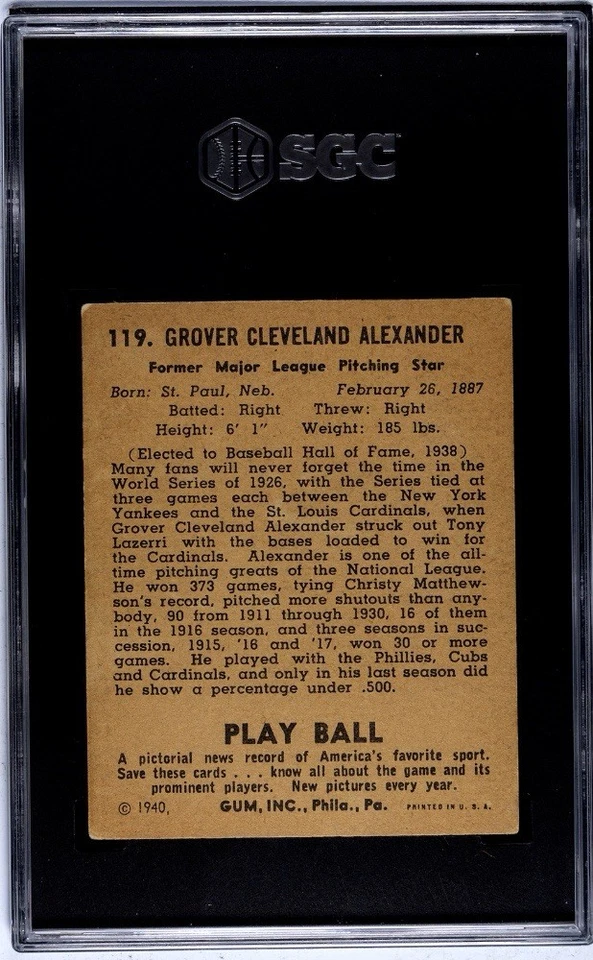 SGC
119. GROVER CLEVELAND ALEXANDER
Former Major League Pitching Star
Born: St. Paul, Neb. February 26, 1887
Batted: Right Threw: Right
Height: 6' 1" Weight: 185 lbs.
(Elected to Baseball Hall of Fame, 1938)
Many fans will never forget the time in the
World Series of 1926, with the Series tied at
three games each between the New York
Yankees and the St. Louis Cardinals, when
Grover Cleveland Alexander struck out Tony
Lazerri with the bases loaded to win for
the Cardinals. Alexander is one of the all-
time pitching greats of the National League.
He won 373 games, tying Christy Matthew-
son's record, pitched more shutouts than any-
body, 90 from 1911 through 1930, 16 of them
in the 1916 season, and three seasons in suc-
cession, 1915, '16 and '17, won 30 or more
games. He played with the Phillies, Cubs
and Cardinals, and only in his last season did
he show a percentage under .500.
PLAY BALL
A pictorial news record of America's favorite sport.
Save these cards . . . know all about the game and its
prominent players. New pictures every year.
© 1940, GUM, INC., Phila., Pa. PRINTED IN U. S. A.